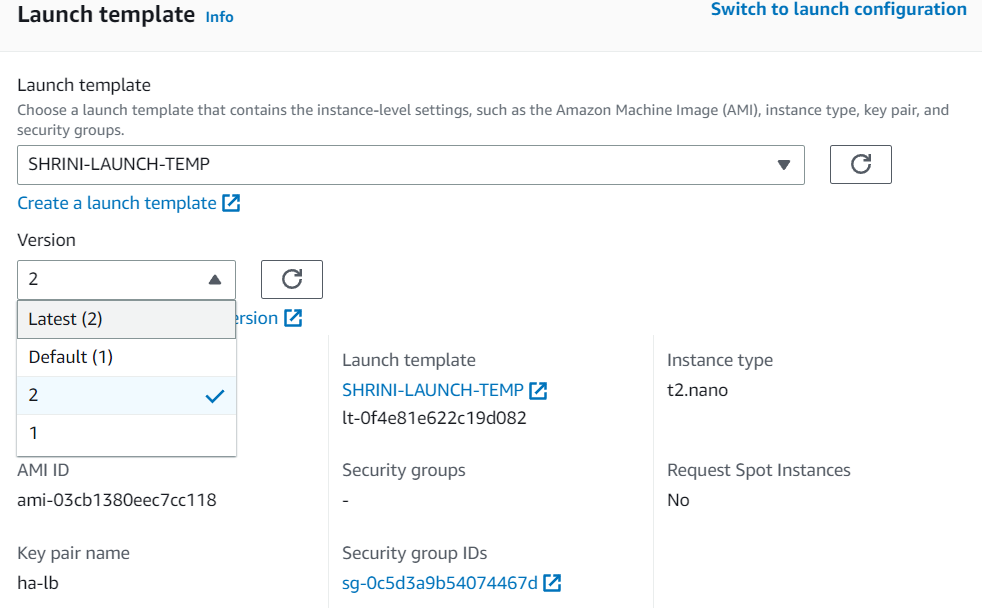 Launch template Info
Switch to launch configuration
Launch template
Choose a launch template that contains the instance-level settings, such as the Amazon Machine Image (AMI), instance type, key pair, and
security groups.
SHRINI-LAUNCH-TEMP
Create a launch template
Version
2
Latest (2)
ersion
Default (1)
2
1
Launch template
SHRINI-LAUNCH-TEMP
lt-0f4e81e622c19d082
Instance type
t2.nano
AMI ID
ami-03cb1380eec7cc118
Security groups
-
Request Spot Instances
No
Key pair name
ha-lb
Security group IDs
sg-0c5d3a9b54074467d